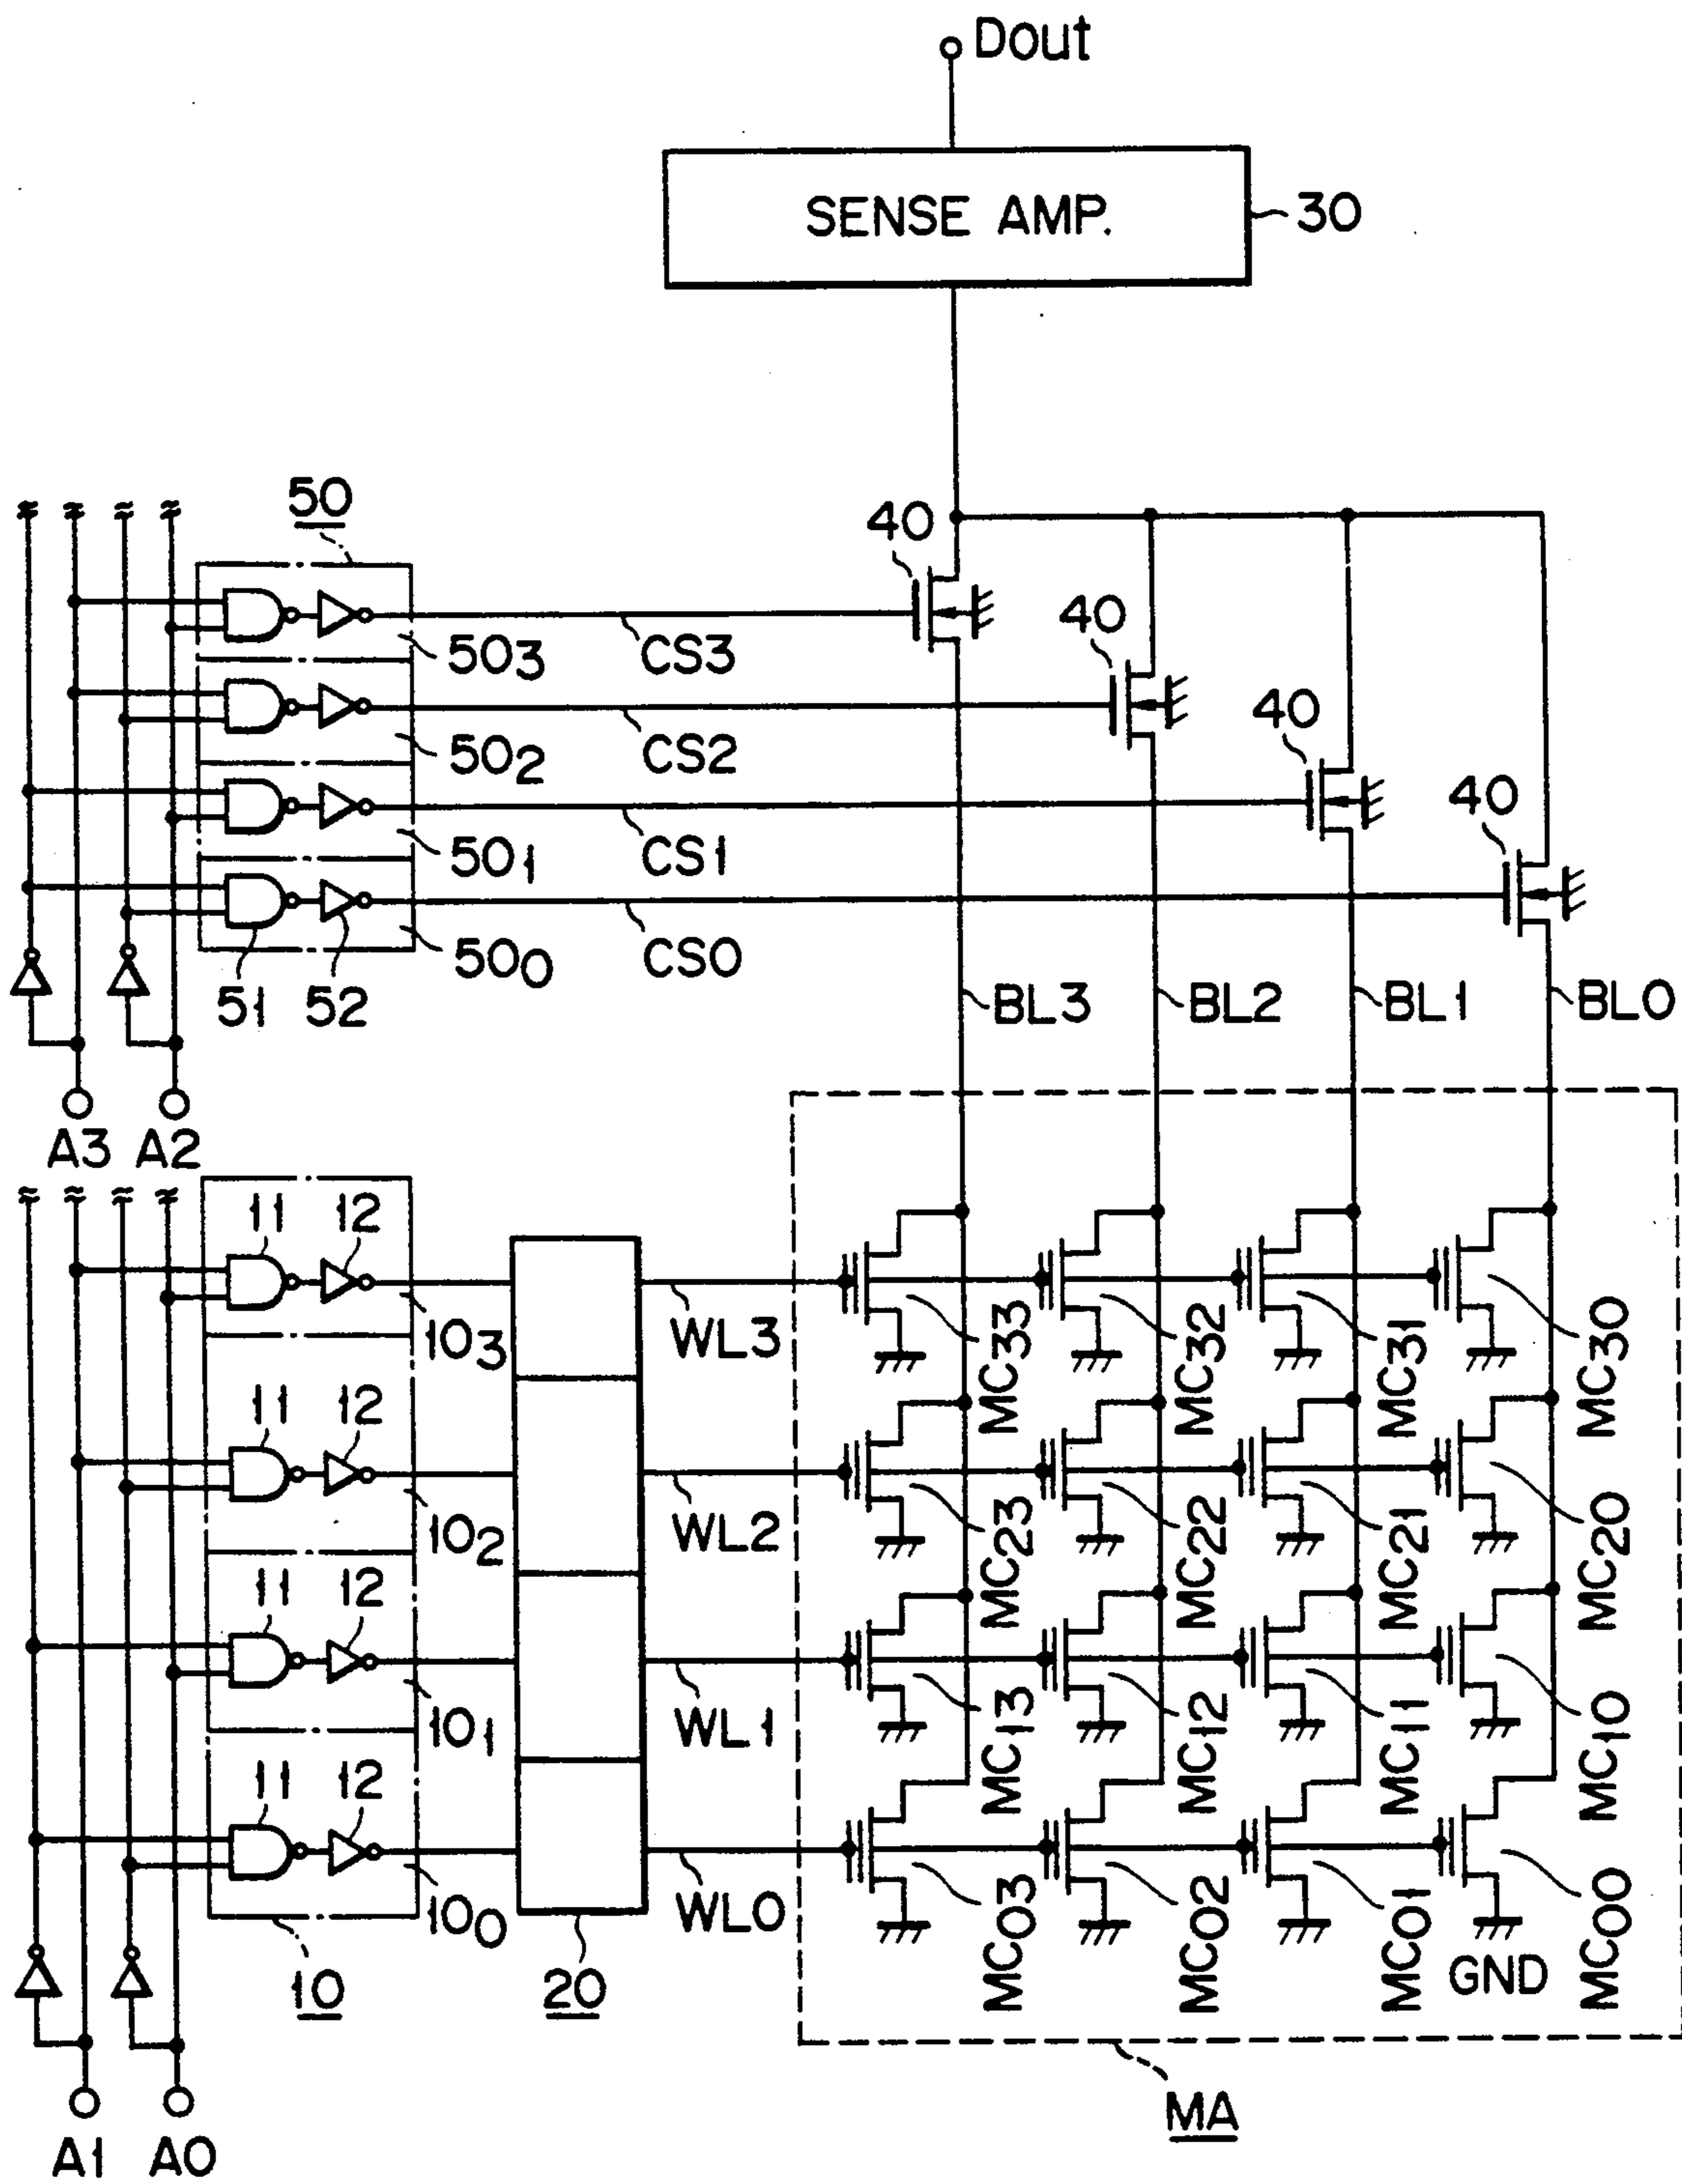 Dout
SENSE AMP.
30
50
40
40
40
40
503
CS3
502
CS2
501
CS1
500
CS0
51
52
BL3
BL2
BL1
BL0
A3
A2
11
12
103
WL3
MC33
MC32
MC31
MC30
11
12
102
WL2
MC23
MC22
MC21
MC20
11
12
101
WL1
MC13
MC12
MC11
MC10
11
12
100
WL0
MC03
MC02
MC01
MC00
GND
10
20
A1
A0
MA